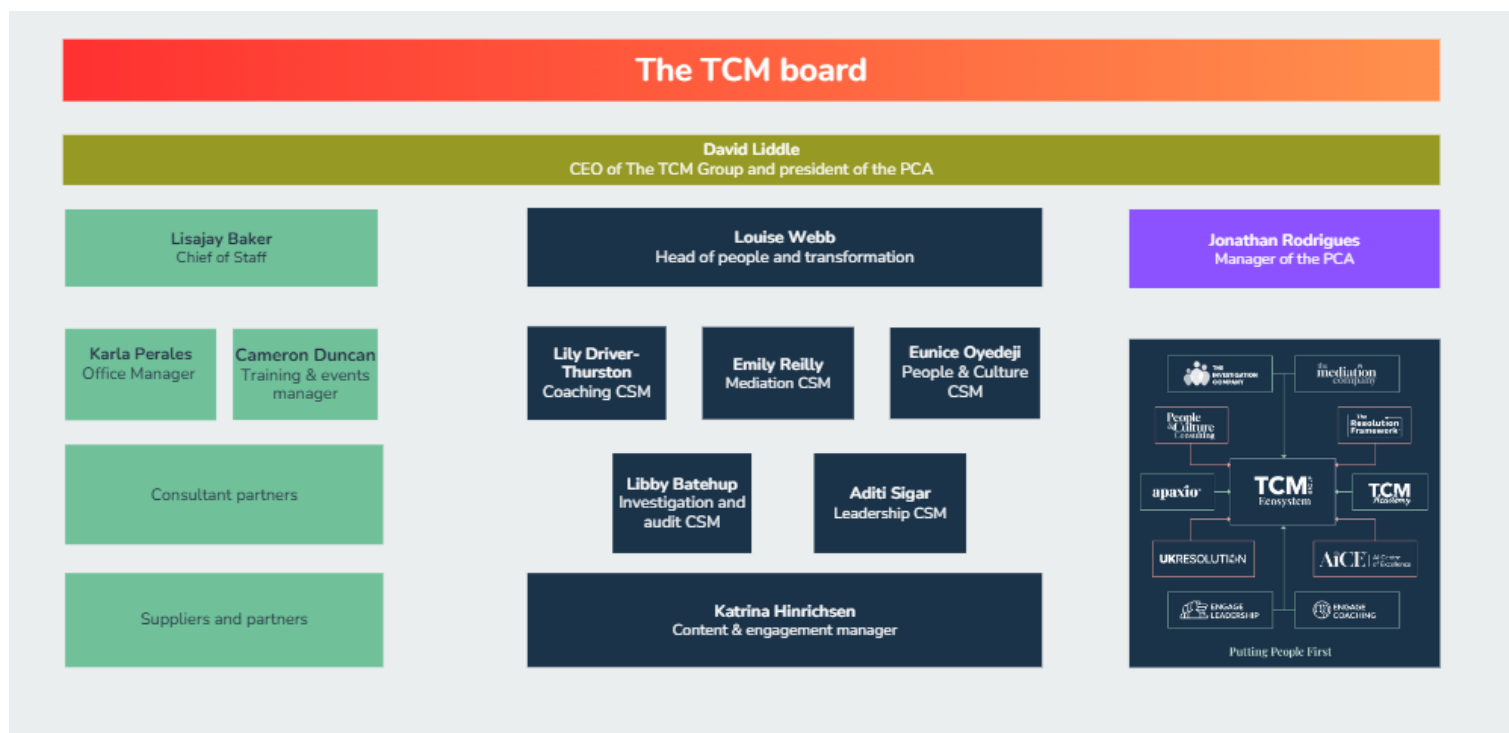 The TCM board
David Liddle
CEO of The TCM Group and president of the PCA
Lisajay Baker
Chief of Staff
Louise Webb
Head of people and transformation
Jonathan Rodrigues
Manager of the PCA
Karla Perales
Office Manager
Cameron Duncan
Training & events
manager
Lily Driver-
Thurston
Coaching CSM
Emily Reilly
Mediation CSM
Eunice Oyedeji
People & Culture
CSM
Consultant partners
Libby Batehup
Investigation and
audit CSM
Aditi Sigar
Leadership CSM
Suppliers and partners
Katrina Hinrichsen
Content & engagement manager
THE
INVESTIGATION
COMPANY
the
mediation
company
People
&Culture
Consulting
The
Resolution
Framework
TCM GROUP
Ecosystem
apaxio
TCM
Academy
UKRESOLUTION
AiCE | AI Centre
of Excellence
ENGAGE
LEADERSHIP
ENGAGE
COACHING
Putting People First